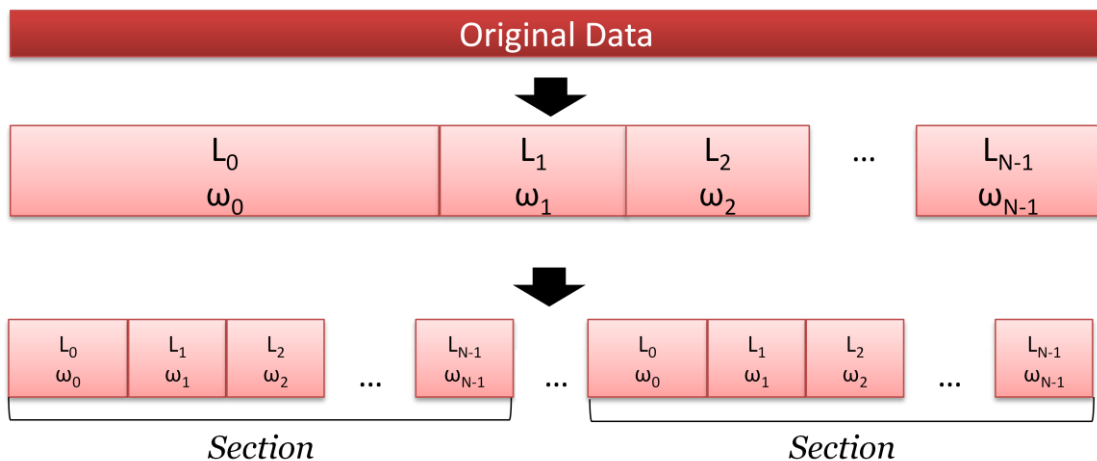 Original Data
L0 L1 L2 ... LN-1
ω0 ω1 ω2 ωN-1
L0 L1 L2 LN-1 L0 L1 L2 LN-1
ω0 ω1 ω2 ... ωN-1 ... ω0 ω1 ω2 ... ωN-1
Section Section